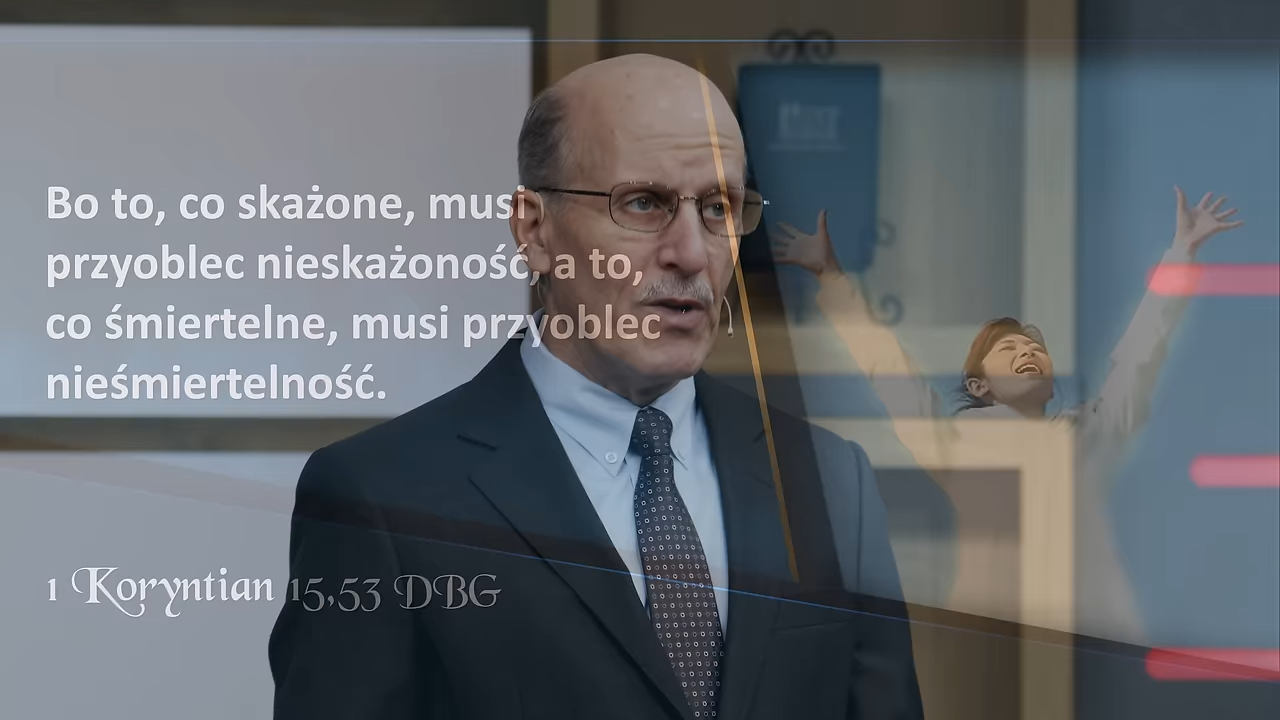 Bo to, co skażone, musi
przyoblec nieskażoność, a to,
co śmiertelne, musi przyoblec
nieśmiertelność.
1 Koryntian 15,53 DBG